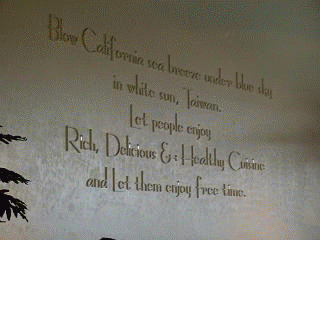 Blow California sea breeze under blue sky
in white sun, Taiwan.
Let people enjoy
Rich, Delicious & : Healthy Cuisine
and Let them enjoy free time.